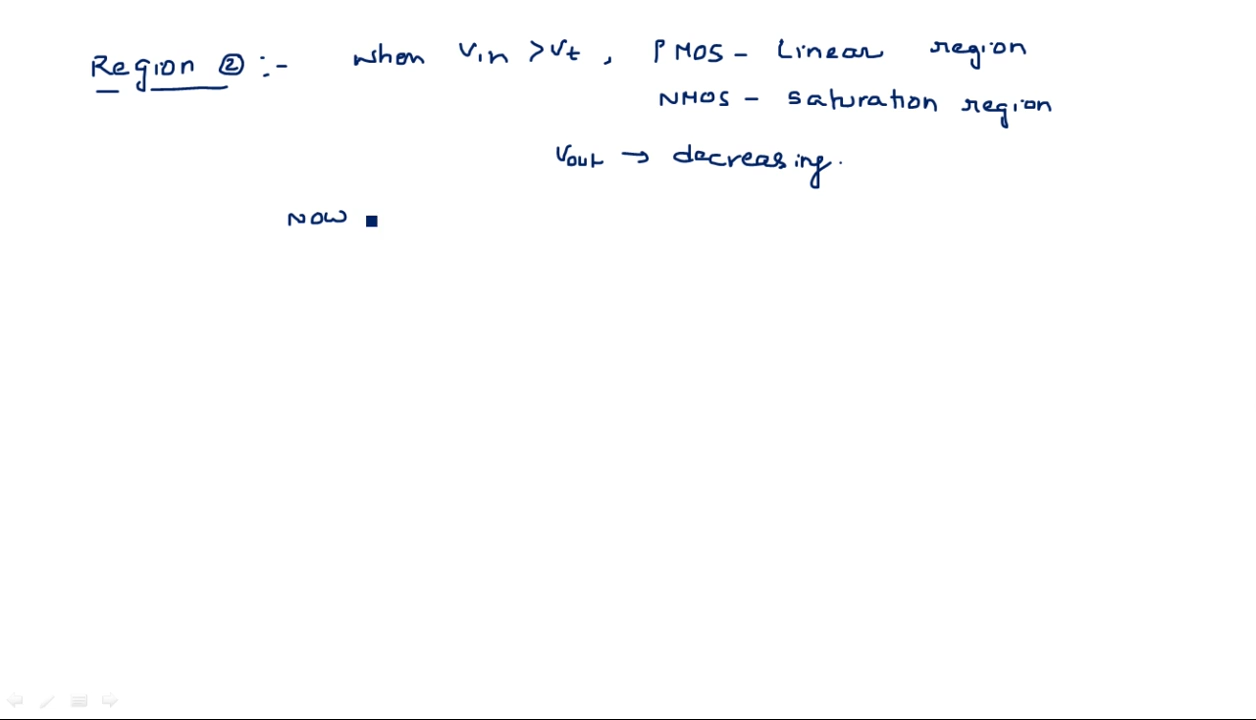 Region ② :- when Vin > Vt , PMOS - Linear region
NMOS - saturation region
Vout → decreasing.
NOW